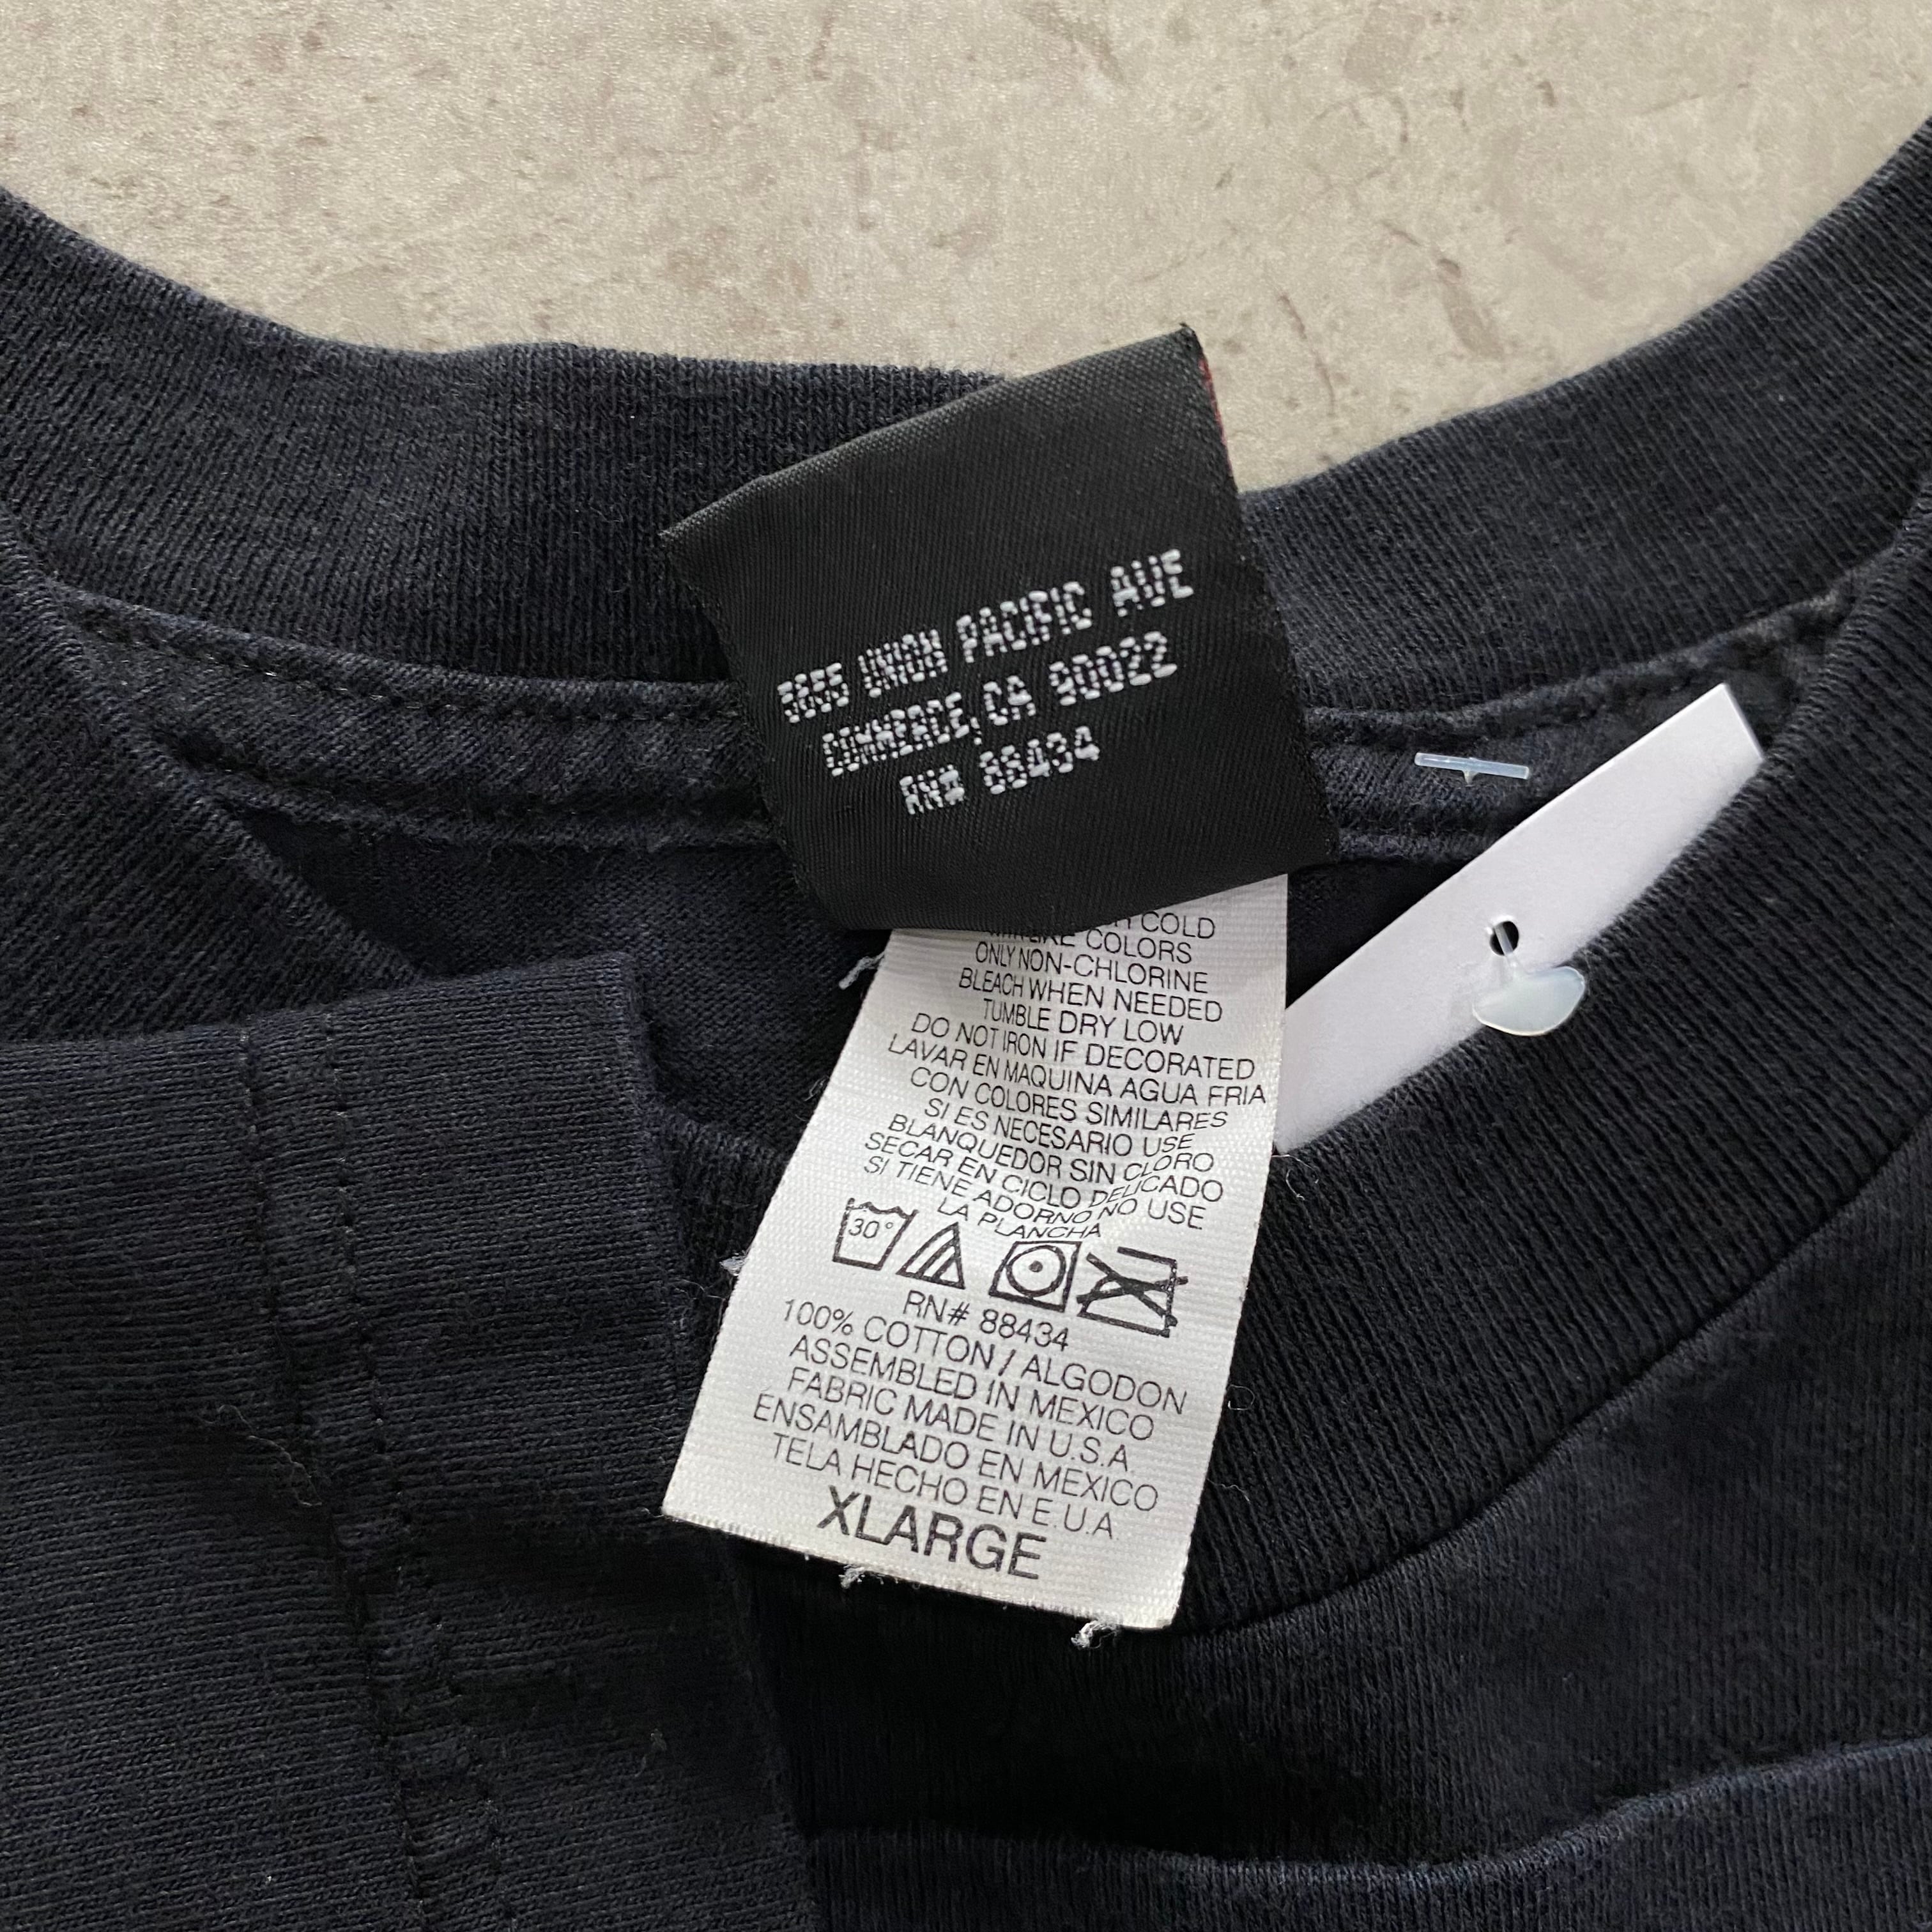 5665 UNION PACIFIC AVE
COMMERCE, CA 90022
RN# 88434
COLD
LIKE COLORS
ONLY NON-CHLORINE
BLEACH WHEN NEEDED
TUMBLE DRY LOW
DO NOT IRON IF DECORATED
LAVAR EN MAQUINA AGUA FRIA
CON COLORES SIMILARES
SI ES NECESARIO USE
BLANQUEDOR SIN CLORO
SECAR EN CICLO DELICADO
SI TIENE ADORNO NO USE
LA PLANCHA
30°
RN# 88434
100% COTTON / ALGODON
ASSEMBLED IN MEXICO
FABRIC MADE IN U.S.A
ENSAMBLADO EN MEXICO
TELA HECHO EN E.U.A
XLARGE